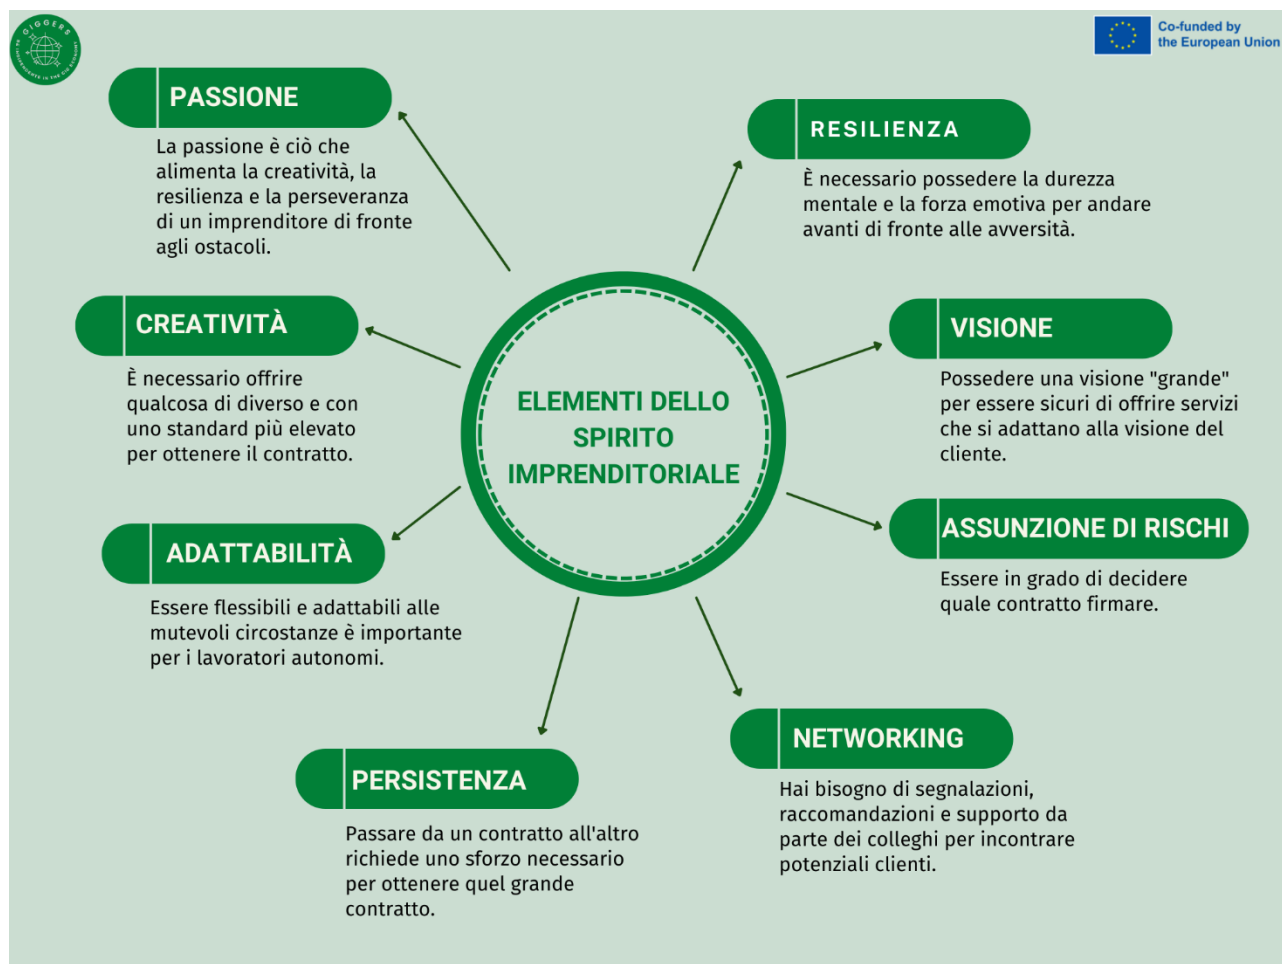 GIGGERS
Co-funded by
the European Union
PASSIONE
La passione è ciò che
alimenta la creatività, la
resilienza e la perseveranza
di un imprenditore di fronte
agli ostacoli.
RESILIENZA
È necessario possedere la durezza
mentale e la forza emotiva per andare
avanti di fronte alle avversità.
CREATIVITÀ
È necessario offrire
qualcosa di diverso e con
uno standard più elevato
per ottenere il contratto.
VISIONE
Possedere una visione "grande"
per essere sicuri di offrire servizi
che si adattano alla visione del
cliente.
ELEMENTI DELLO
SPIRITO
IMPRENDITORIALE
ADATTABILITÀ
Essere flessibili e adattabili alle
mutevoli circostanze è importante
per i lavoratori autonomi.
ASSUNZIONE DI RISCHI
Essere in grado di decidere
quale contratto firmare.
PERSISTENZA
Passare da un contratto all'altro
richiede uno sforzo necessario
per ottenere quel grande
contratto.
NETWORKING
Hai bisogno di segnalazioni,
raccomandazioni e supporto da
parte dei colleghi per incontrare
potenziali clienti.